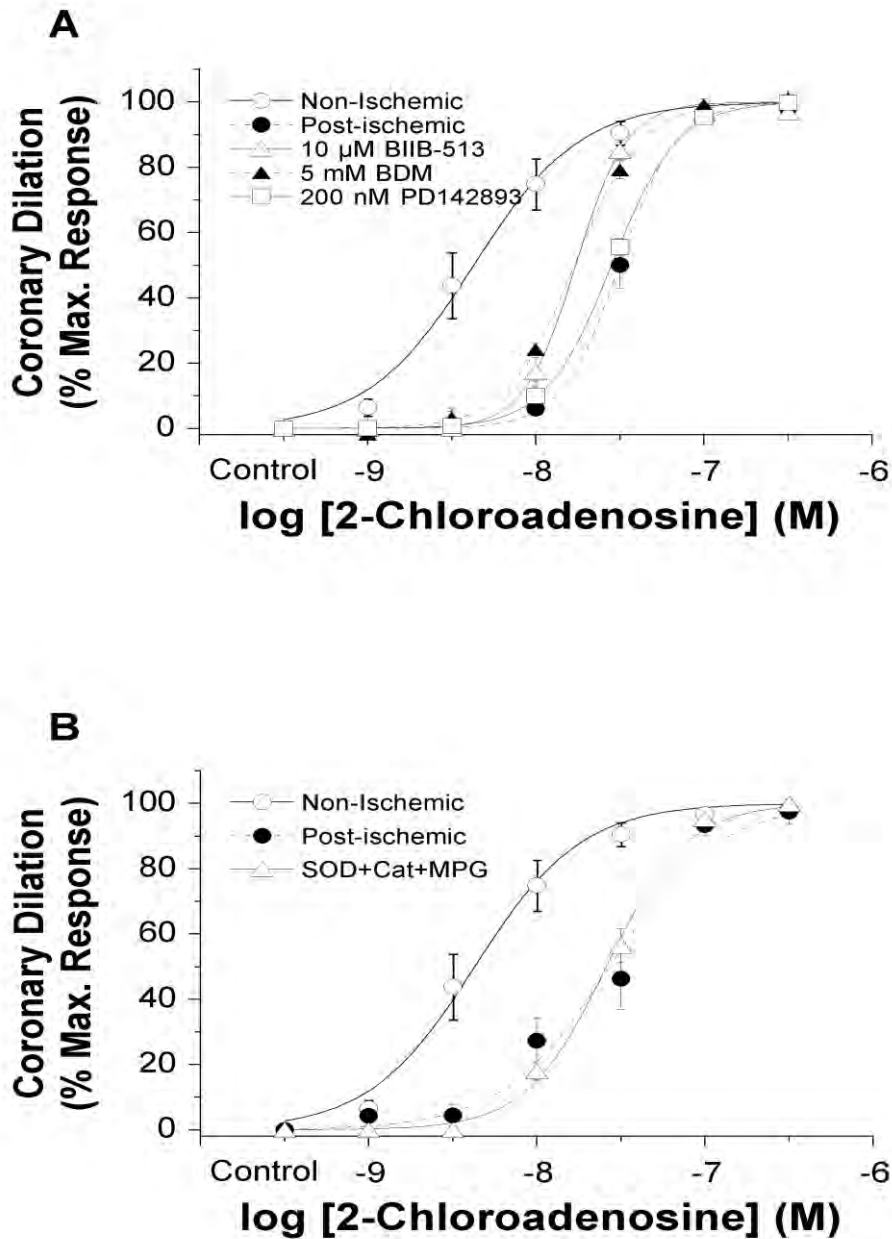 A
Coronary Dilation
(% Max. Response)
100
80
60
40
20
0
Non-Ischemic
Post-ischemic
10 µM BIIB-513
5 mM BDM
200 nM PD142893
Control -9 -8 -7 -6
log [2-Chloroadenosine] (M)
B
Coronary Dilation
(% Max. Response)
100
80
60
40
20
0
Non-Ischemic
Post-ischemic
SOD+Cat+MPG
Control -9 -8 -7 -6
log [2-Chloroadenosine] (M)